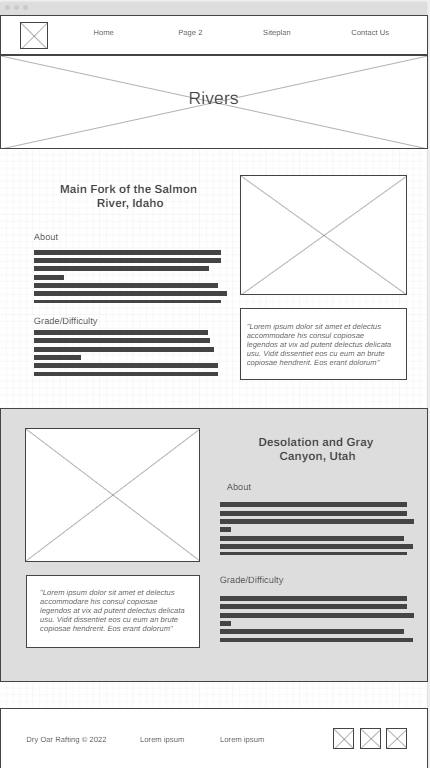 Home Page 2 Siteplan Contact Us
Rivers
Main Fork of the Salmon
River, Idaho
About
Grade/Difficulty
"Lorem ipsum dolor sit amet ei delectus
accommodare his consul copiosae
legendos at vix ad putent delectus delicata
usu. Vidit dissentiet eos cu eum an brute
copiosae hendrerit. Eos erant dolorum"
Desolation and Gray
Canyon, Utah
About
Grade/Difficulty
"Lorem ipsum dolor sit amet ei delectus
accommodare his consul copiosae
legendos at vix ad putent delectus delicata
usu. Vidit dissentiet eos cu eum an brute
copiosae hendrerit. Eos erant dolorum"
Dry Oar Rafting © 2022 Lorem ipsum Lorem ipsum